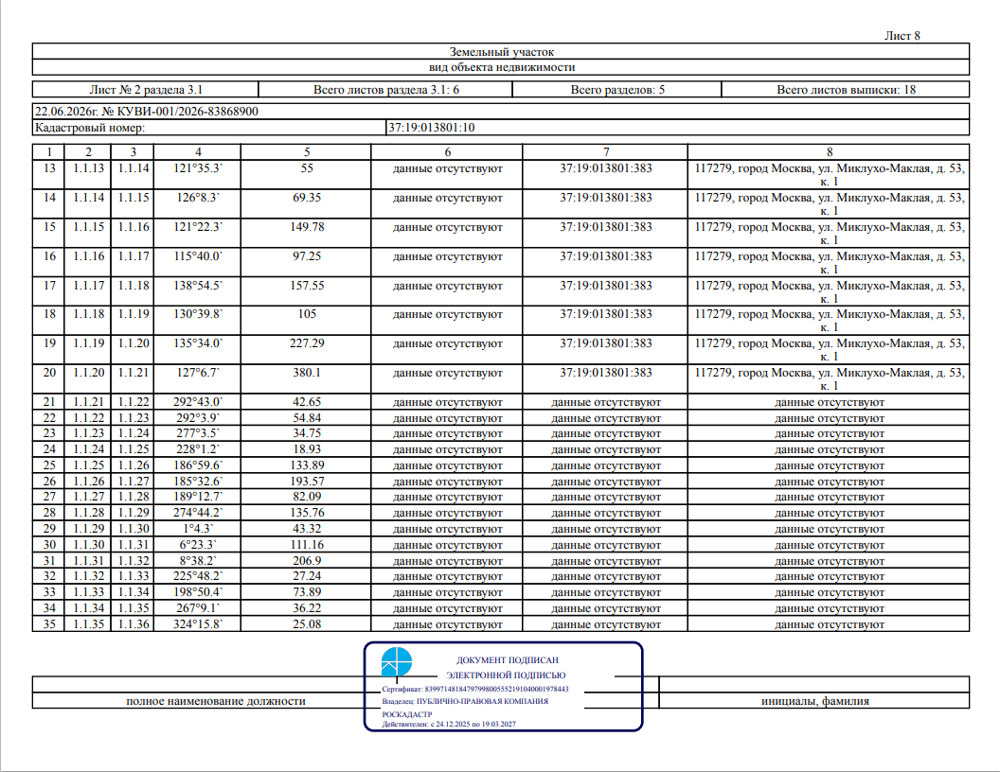 Лист 8
Земельный участок
вид объекта недвижимости
Лист № 2 раздела 3.1 Всего листов раздела 3.1: 6 Всего разделов: 5 Всего листов выписки: 18
22.06.2026г. № КУВИ-001/2026-83868900
Кадастровый номер: 37:19:013801:10
1 2 3 4 5 6 7 8
13 1.1.13 1.1.14 121°35.3` 55 данные отсутствуют 37:19:013801:383 117279, город Москва, ул. Миклухо-Маклая, д. 53,
к. 1
14 1.1.14 1.1.15 126°8.3` 69.35 данные отсутствуют 37:19:013801:383 117279, город Москва, ул. Миклухо-Маклая, д. 53,
к. 1
15 1.1.15 1.1.16 121°22.3` 149.78 данные отсутствуют 37:19:013801:383 117279, город Москва, ул. Миклухо-Маклая, д. 53,
к. 1
16 1.1.16 1.1.17 115°40.0` 97.25 данные отсутствуют 37:19:013801:383 117279, город Москва, ул. Миклухо-Маклая, д. 53,
к. 1
17 1.1.17 1.1.18 138°54.5` 157.55 данные отсутствуют 37:19:013801:383 117279, город Москва, ул. Миклухо-Маклая, д. 53,
к. 1
18 1.1.18 1.1.19 130°39.8` 105 данные отсутствуют 37:19:013801:383 117279, город Москва, ул. Миклухо-Маклая, д. 53,
к. 1
19 1.1.19 1.1.20 135°34.0` 227.29 данные отсутствуют 37:19:013801:383 117279, город Москва, ул. Миклухо-Маклая, д. 53,
к. 1
20 1.1.20 1.1.21 127°6.7` 380.1 данные отсутствуют 37:19:013801:383 117279, город Москва, ул. Миклухо-Маклая, д. 53,
к. 1
21 1.1.21 1.1.22 292°43.0` 42.65 данные отсутствуют данные отсутствуют данные отсутствуют
22 1.1.22 1.1.23 292°3.9` 54.84 данные отсутствуют данные отсутствуют данные отсутствуют
23 1.1.23 1.1.24 277°3.5` 34.75 данные отсутствуют данные отсутствуют данные отсутствуют
24 1.1.24 1.1.25 228°1.2` 18.93 данные отсутствуют данные отсутствуют данные отсутствуют
25 1.1.25 1.1.26 186°59.6` 133.89 данные отсутствуют данные отсутствуют данные отсутствуют
26 1.1.26 1.1.27 185°32.6` 193.57 данные отсутствуют данные отсутствуют данные отсутствуют
27 1.1.27 1.1.28 189°12.7` 82.09 данные отсутствуют данные отсутствуют данные отсутствуют
28 1.1.28 1.1.29 274°44.2` 135.76 данные отсутствуют данные отсутствуют данные отсутствуют
29 1.1.29 1.1.30 1°4.3` 43.32 данные отсутствуют данные отсутствуют данные отсутствуют
30 1.1.30 1.1.31 6°23.3` 111.16 данные отсутствуют данные отсутствуют данные отсутствуют
31 1.1.31 1.1.32 8°38.2` 206.9 данные отсутствуют данные отсутствуют данные отсутствуют
32 1.1.32 1.1.33 225°48.2` 27.24 данные отсутствуют данные отсутствуют данные отсутствуют
33 1.1.33 1.1.34 198°50.4` 73.89 данные отсутствуют данные отсутствуют данные отсутствуют
34 1.1.34 1.1.35 267°9.1` 36.22 данные отсутствуют данные отсутствуют данные отсутствуют
35 1.1.35 1.1.36 324°15.8` 25.08 данные отсутствуют данные отсутствуют данные отсутствуют
ДОКУМЕНТ ПОДПИСАН
ЭЛЕКТРОННОЙ ПОДПИСЬЮ
Сертификат: 83997148184797998005552191040001978443
Владелец: ПУБЛИЧНО-ПРАВОВАЯ КОМПАНИЯ
РОСКАДАСТР
Действителен: с 24.12.2025 по 19.03.2027
полное наименование должности инициалы, фамилия